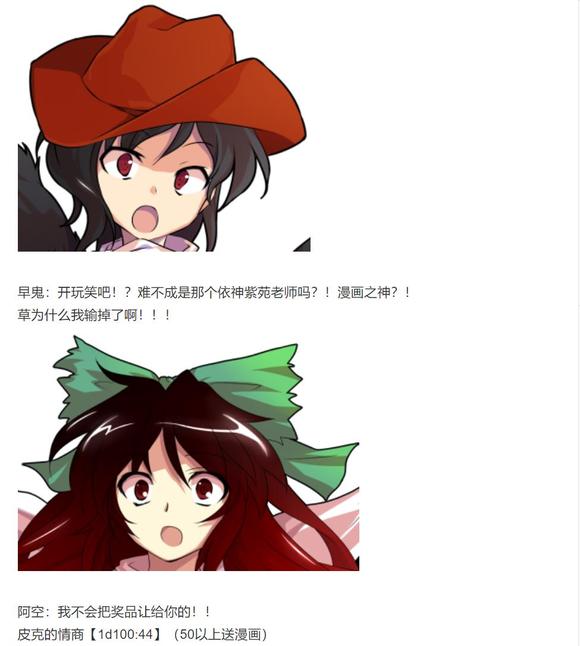 早鬼：开玩笑吧！？难不成是那个依神紫苑老师吗？！漫画之神？！
草为什么我输掉了啊！！！
阿空：我不会把奖品让给你的！！
皮克的情商【1d100:44】（50以上送漫画）